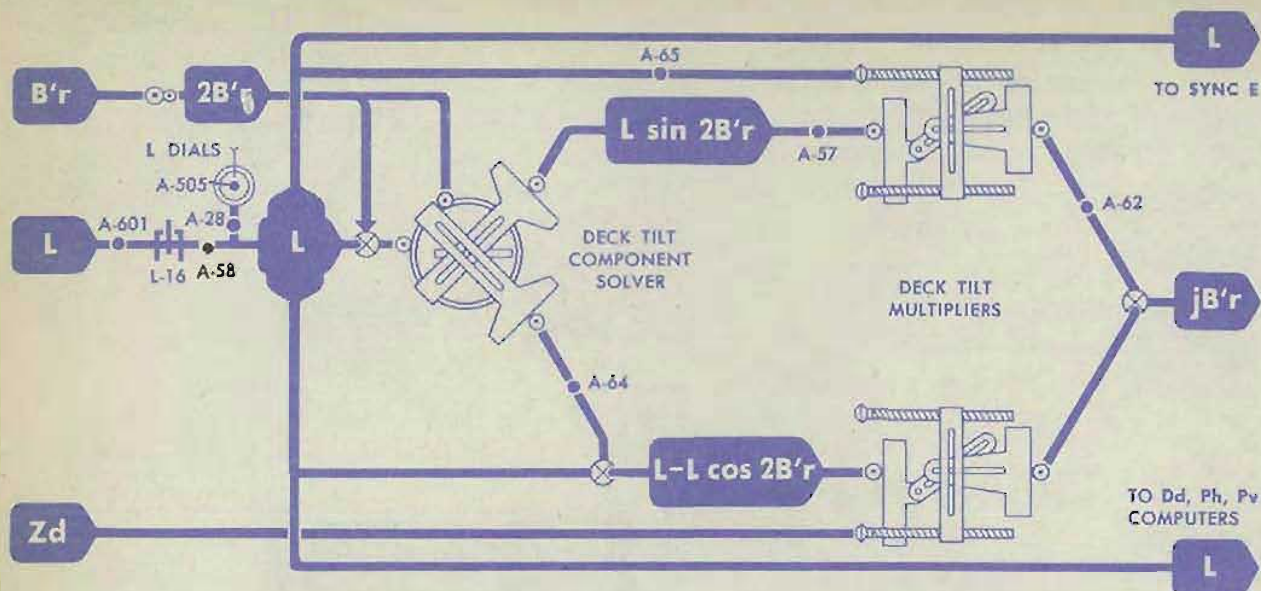 L
TO SYNC E
A-65
B'r
2B'r
L sin 2B'r
A-57
L DIALS
A-505
A-62
A-601
A-28
L
L
DECK TILT
COMPONENT
SOLVER
L-16
A-58
DECK TILT
MULTIPLIERS
jB'r
A-64
L-L cos 2B'r
TO Dd, Ph, Pv
COMPUTERS
Zd
L